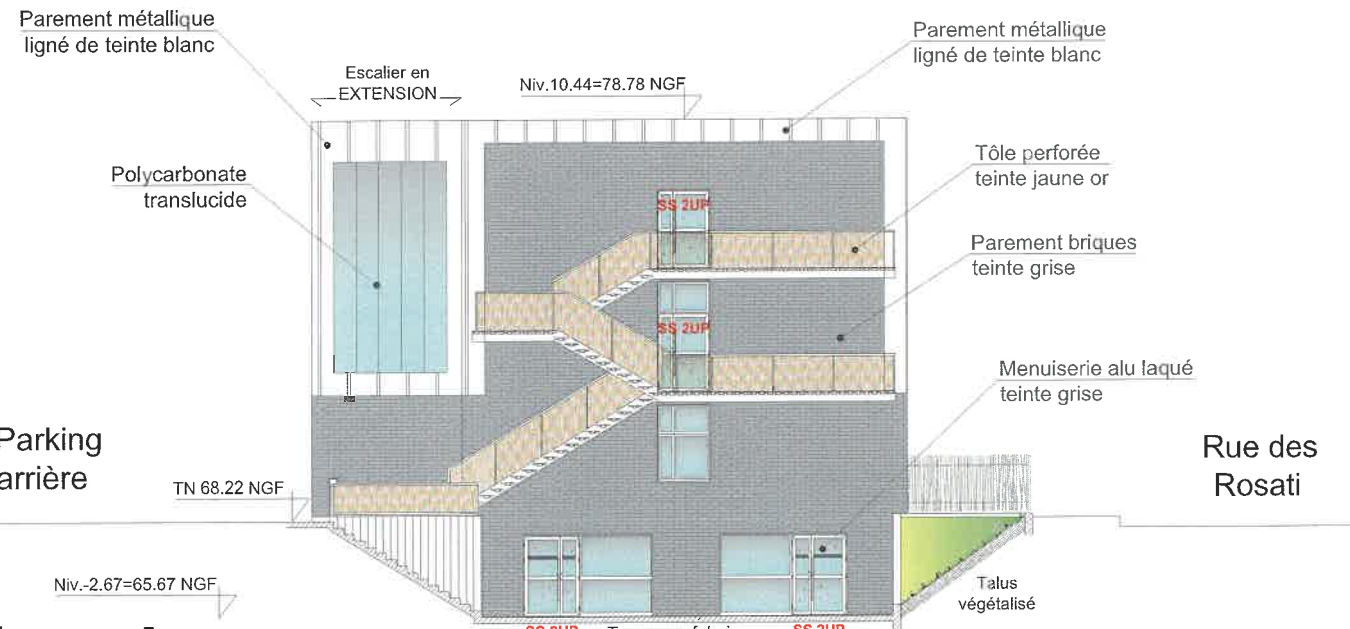 Parement métallique
ligné de teinte blanc
Parement métallique
ligné de teinte blanc
Escalier en
EXTENSION
Niv.10.44=78.78 NGF
Tôle perforée
teinte jaune or
Polycarbonate
translucide
SS 2UP
Parement briques
teinte grise
SS 2UP
Menuiserie alu laqué
teinte grise
Parking
arrière
Rue des
Rosati
TN 68.22 NGF
Niv.-2.67=65.67 NGF
Talus
végétalisé
SS 2UP